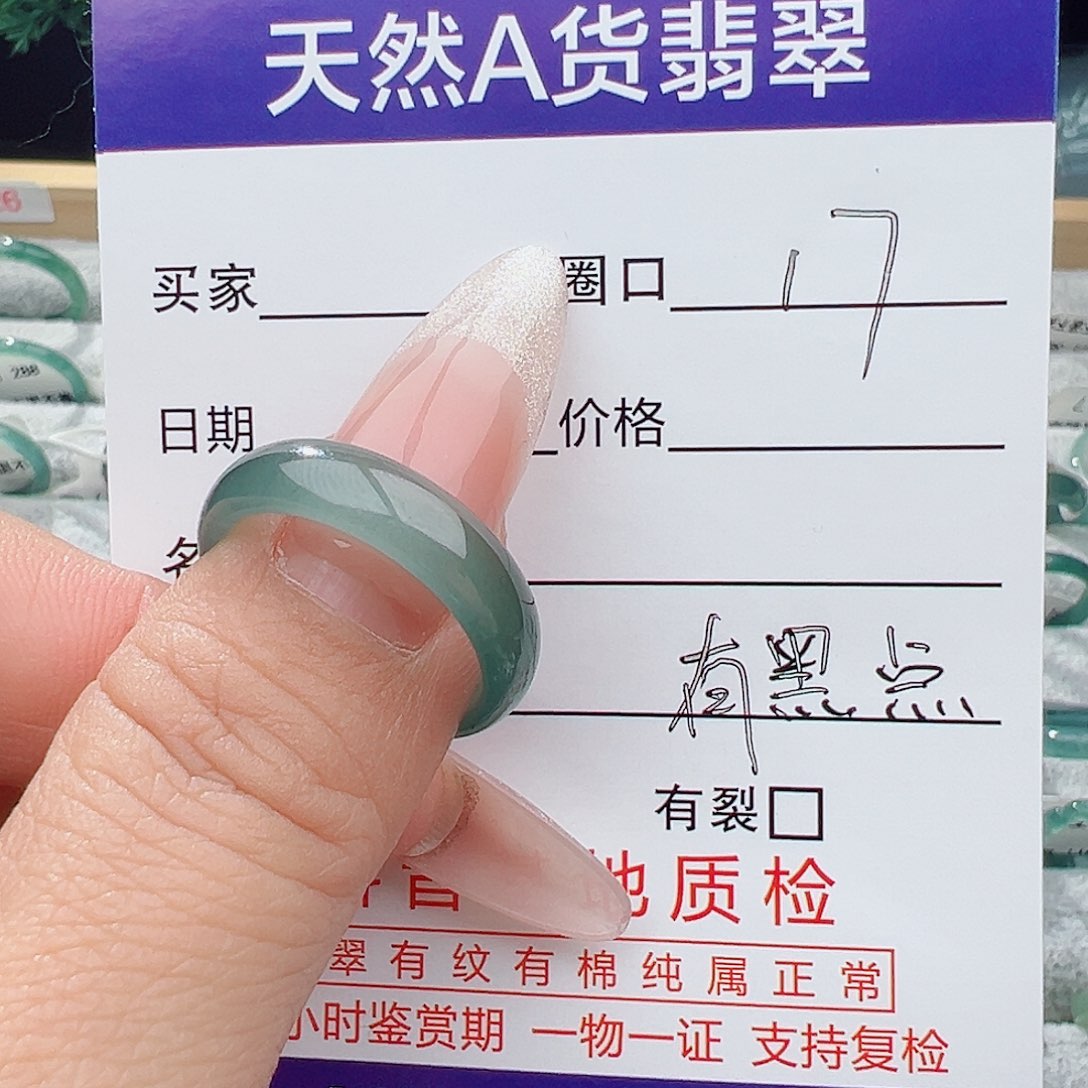 天然A货翡翠
买家 圈口 17
日期 价格
有黑点
有裂
地质检
翠有纹有棉纯属正常
小时鉴赏期 一物一证 支持复检
288